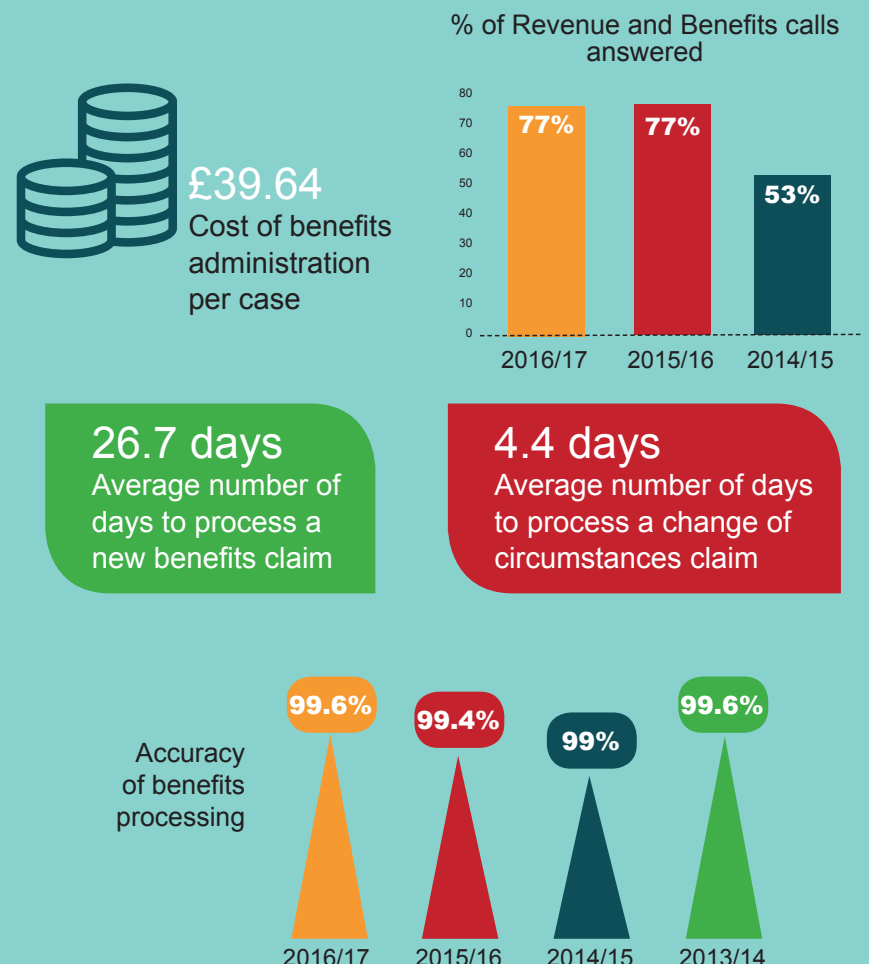 % of Revenue and Benefits calls
answered
£39.64
Cost of benefits
administration
per case
80
70
60
50
40
30
20
10
0
77%
77%
53%
2016/17
2015/16
2014/15
26.7 days
Average number of
days to process a
new benefits claim
4.4 days
Average number of days
to process a change of
circumstances claim
Accuracy
of benefits
processing
99.6%
99.4%
99%
99.6%
2016/17
2015/16
2014/15
2013/14